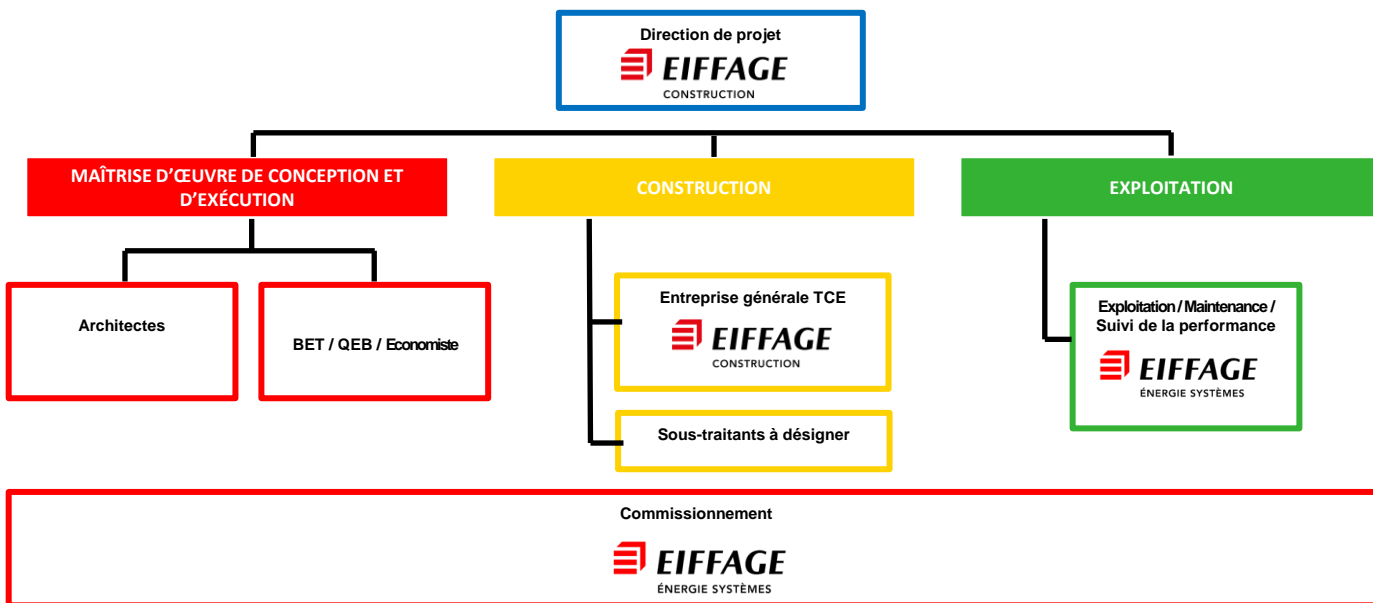 Direction de projet
EIFFAGE
CONSTRUCTION
MAÎTRISE D'ŒUVRE DE CONCEPTION ET
D'EXÉCUTION
CONSTRUCTION
EXPLOITATION
Architectes
BET / QEB / Economiste
Entreprise générale TCE
EIFFAGE
CONSTRUCTION
Sous-traitants à désigner
Exploitation / Maintenance /
Suivi de la performance
EIFFAGE
ÉNERGIE SYSTÈMES
Commissionnement
EIFFAGE
ÉNERGIE SYSTÈMES